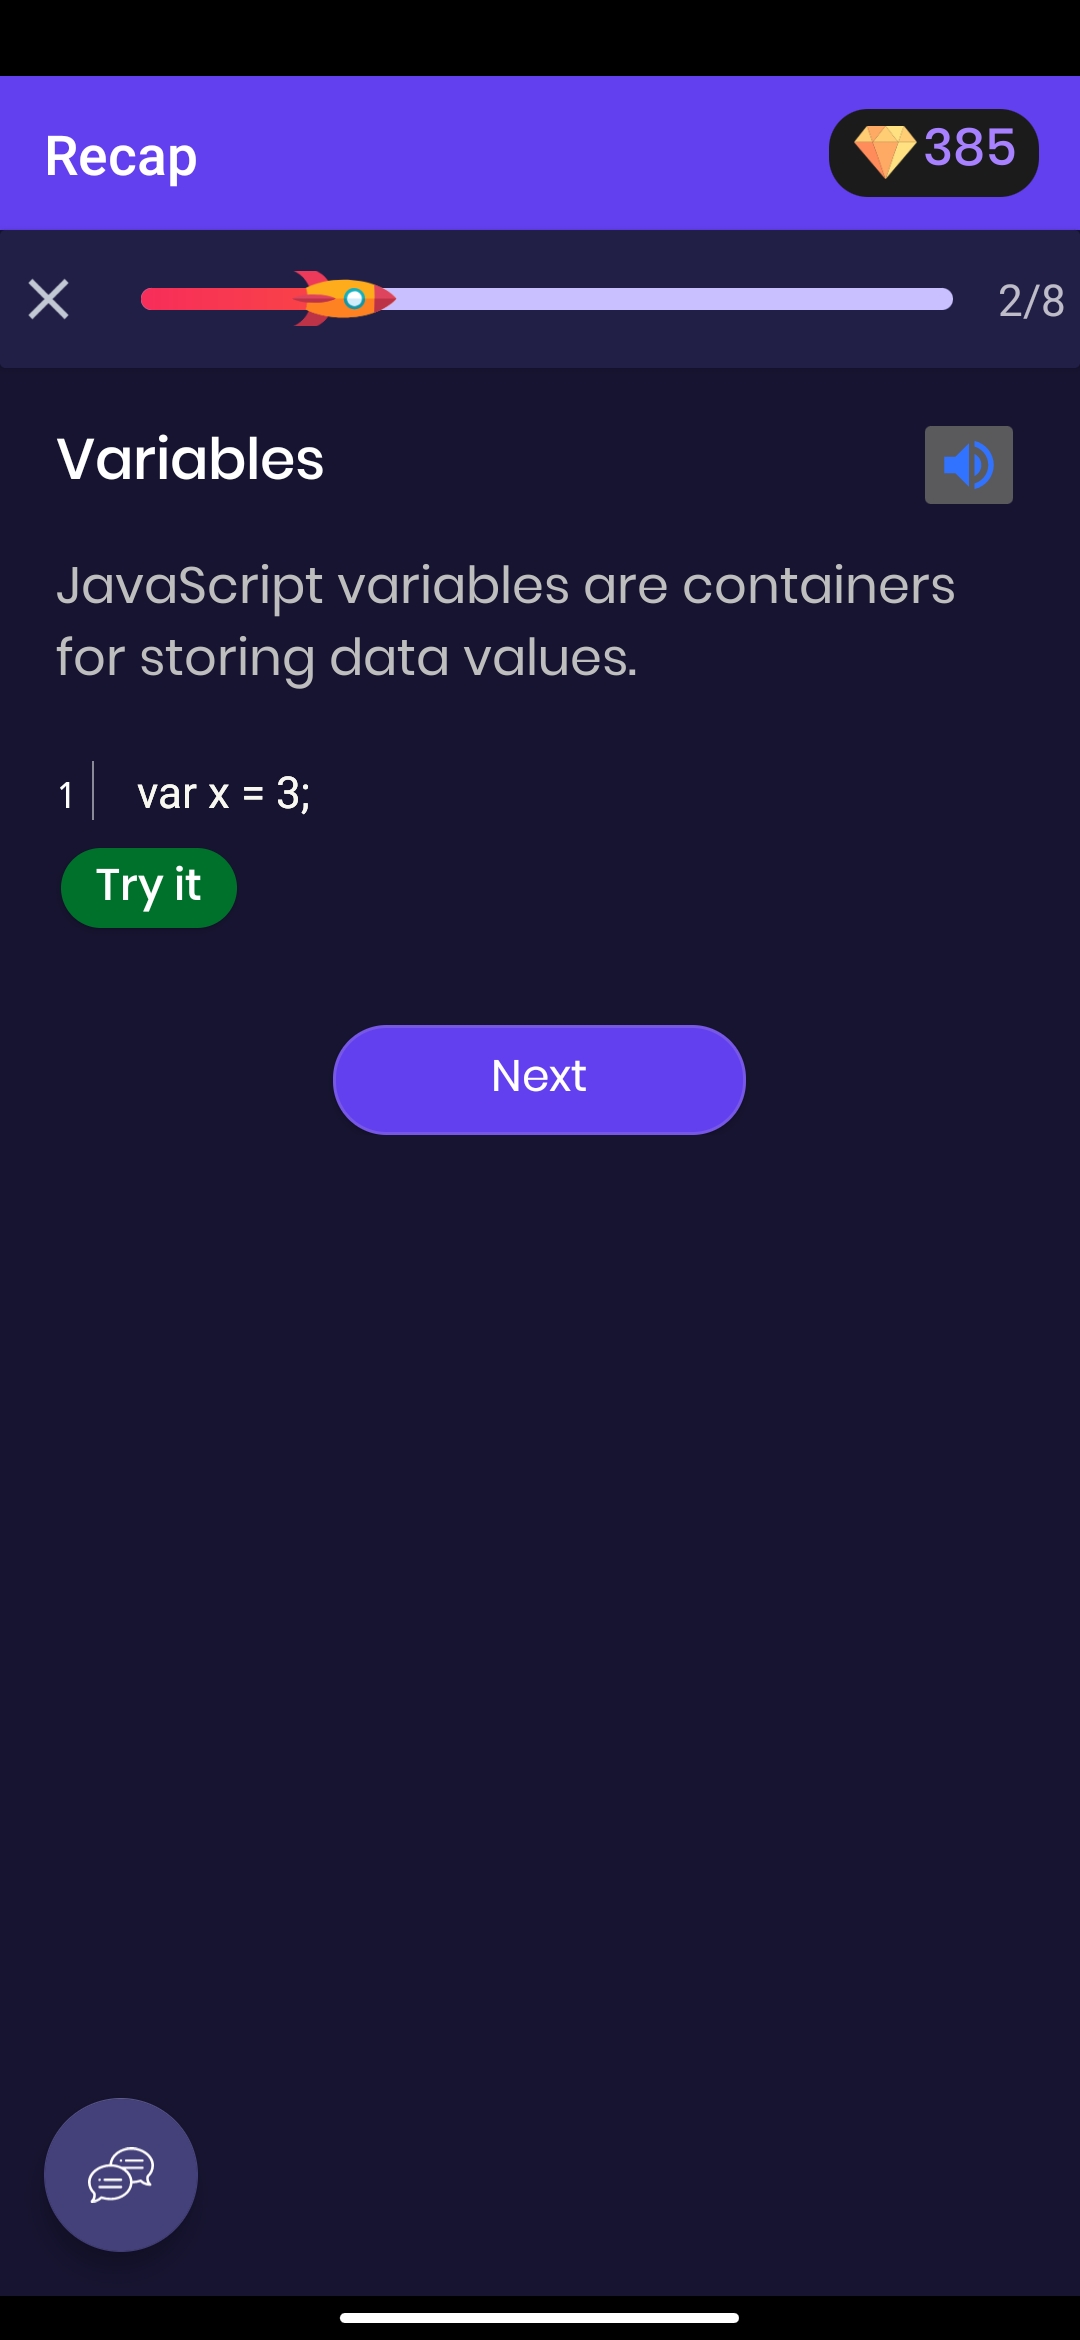 Recap
385
2/8
Variables
JavaScript variables are containers
for storing data values.
1 var x = 3;
Try it
Next